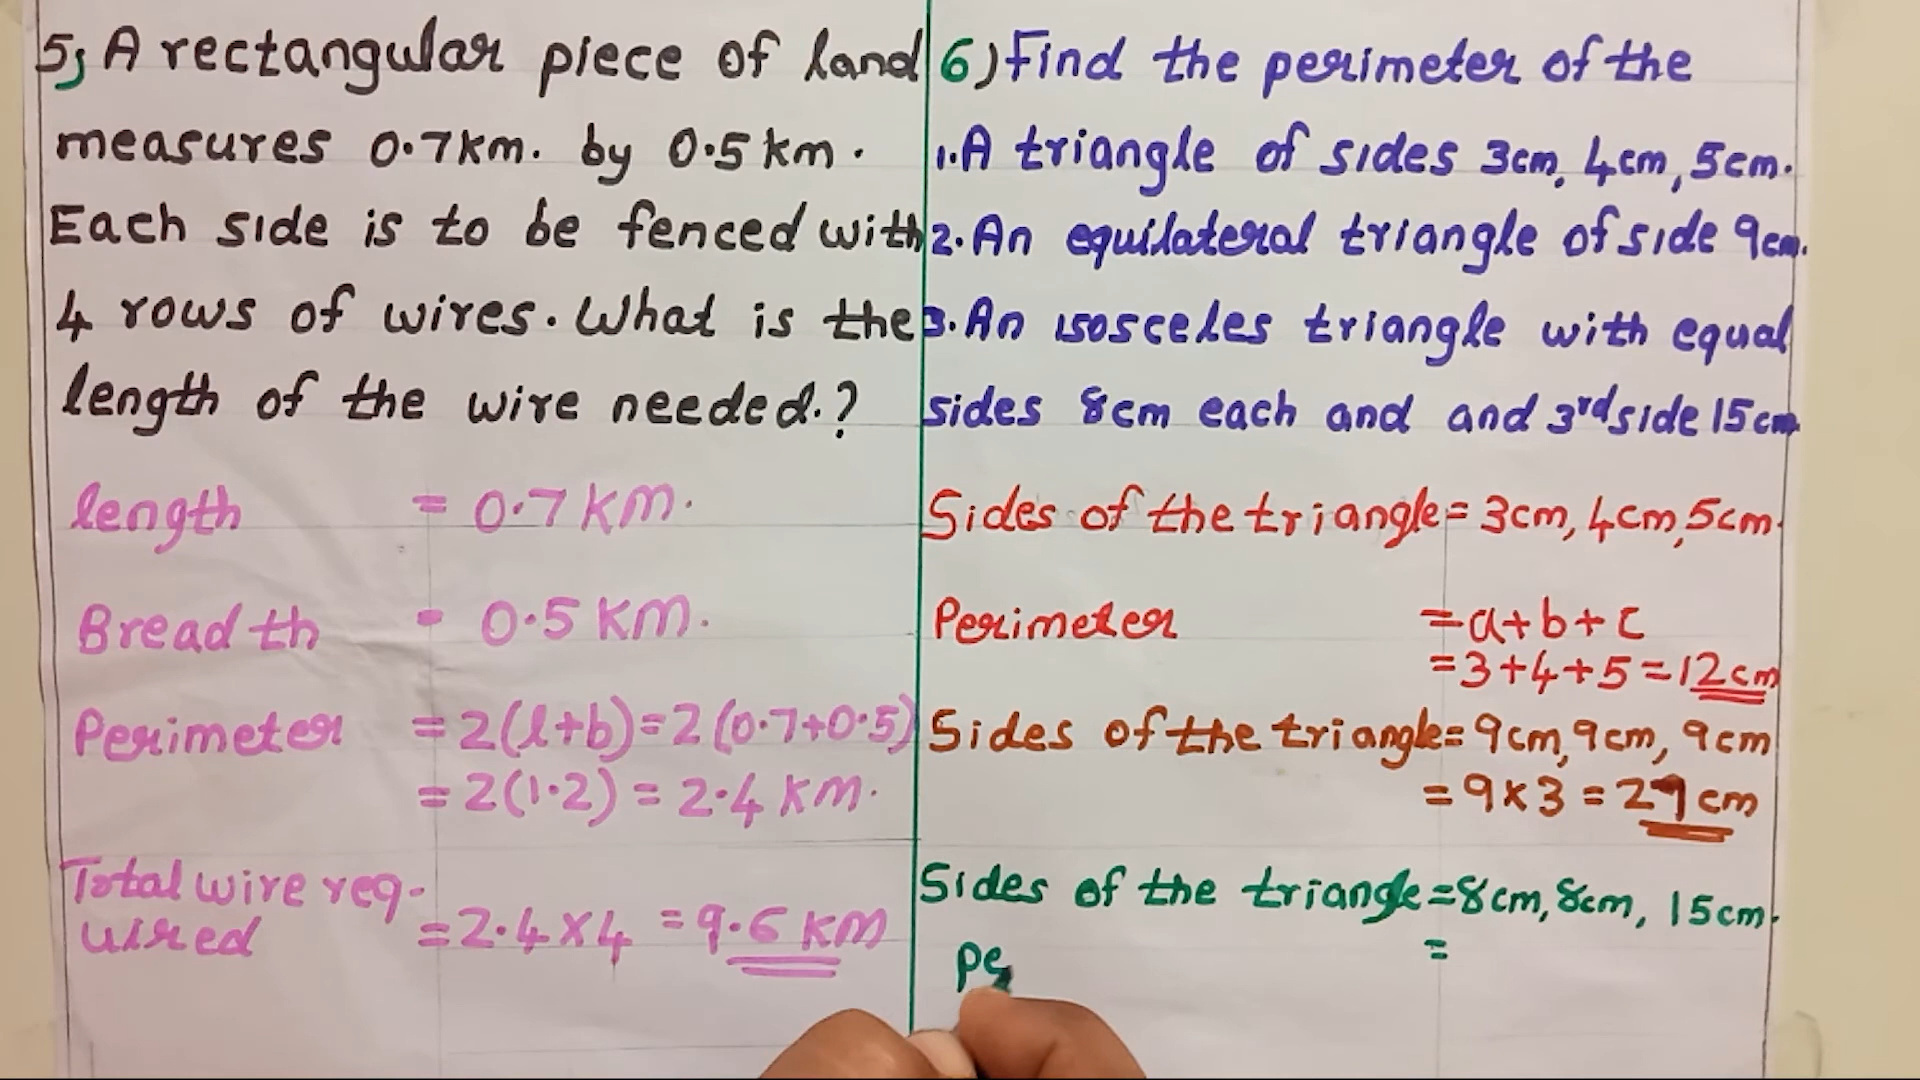 5) A rectangular piece of land
measures 0.7km. by 0.5km.
Each side is to be fenced with
4 rows of wires. What is the
length of the wire needed.?
length = 0.7 km.
Breadth = 0.5 KM.
Perimeter = 2(l+b)=2(0.7+0.5)
= 2(1.2) = 2.4 KM.
Total wire req-
uired = 2.4x4 = 9.6 KM
6) Find the perimeter of the
1. A triangle of sides 3cm, 4cm, 5cm.
2. An equilateral triangle of side 9cm.
3. An isosceles triangle with equal
sides 8cm each and and 3rd side 15cm.
Sides of the triangle = 3cm, 4cm, 5cm.
Perimeter = a+b+c
= 3+4+5 = 12cm
Sides of the triangle = 9cm, 9cm, 9cm
= 9x3 = 27cm
Sides of the triangle = 8cm, 8cm, 15cm.
Pe =